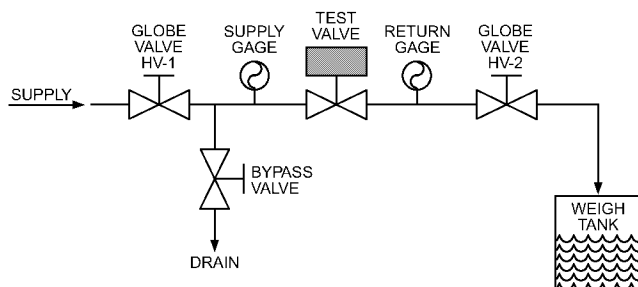 GLOBE
VALVE
HV-1
SUPPLY
GAGE
TEST
VALVE
RETURN
GAGE
GLOBE
VALVE
HV-2
SUPPLY
BYPASS
VALVE
DRAIN
WEIGH
TANK